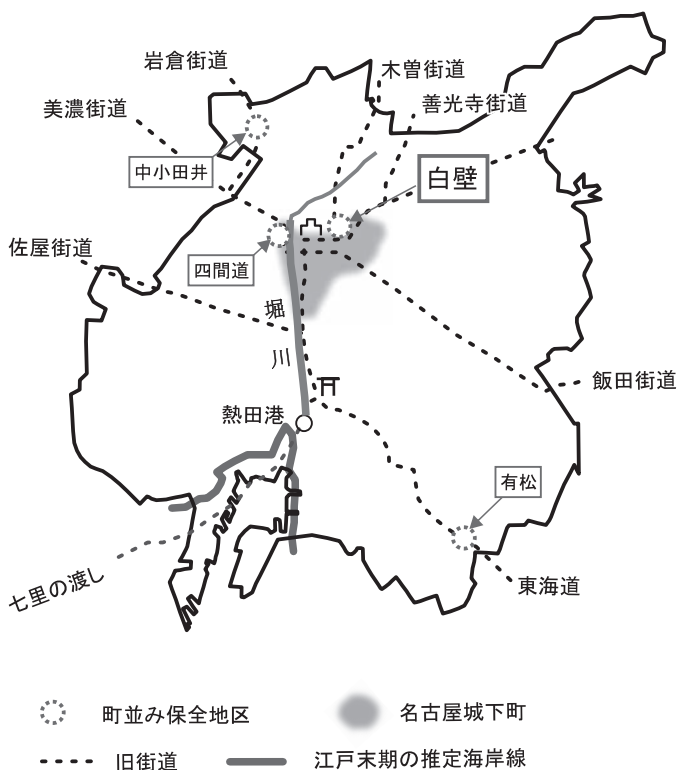 岩倉街道
木曽街道
美濃街道
善光寺街道
中小田井
白壁
佐屋街道
四間道
堀川
飯田街道
熱田港
有松
七里の渡し
東海道
町並み保全地区
名古屋城下町
旧街道
江戸末期の推定海岸線